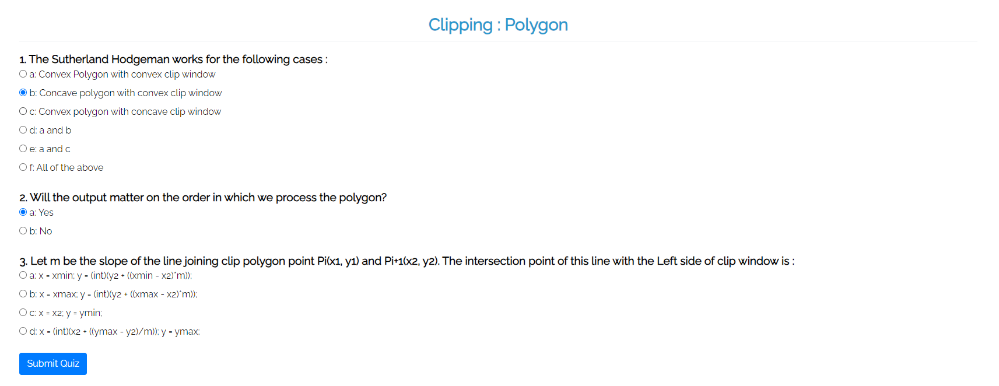 Clipping : Polygon
1. The Sutherland Hodgeman works for the following cases :
a: Convex Polygon with convex clip window
b: Concave polygon with convex clip window
c: Convex polygon with concave clip window
d: a and b
e: a and c
f: All of the above
2. Will the output matter on the order in which we process the polygon?
a: Yes
b: No
3. Let m be the slope of the line joining clip polygon point Pi(x1, y1) and Pi+1(x2, y2). The intersection point of this line with the Left side of clip window is :
a: x = xmin; y = (int)(y2 + ((xmin - x2)*m));
b: x = xmax; y = (int)(y2 + ((xmax - x2)*m));
c: x = x2; y = ymin;
d: x = (int)(x2 + ((ymax - y2)/m)); y = ymax;
Submit Quiz